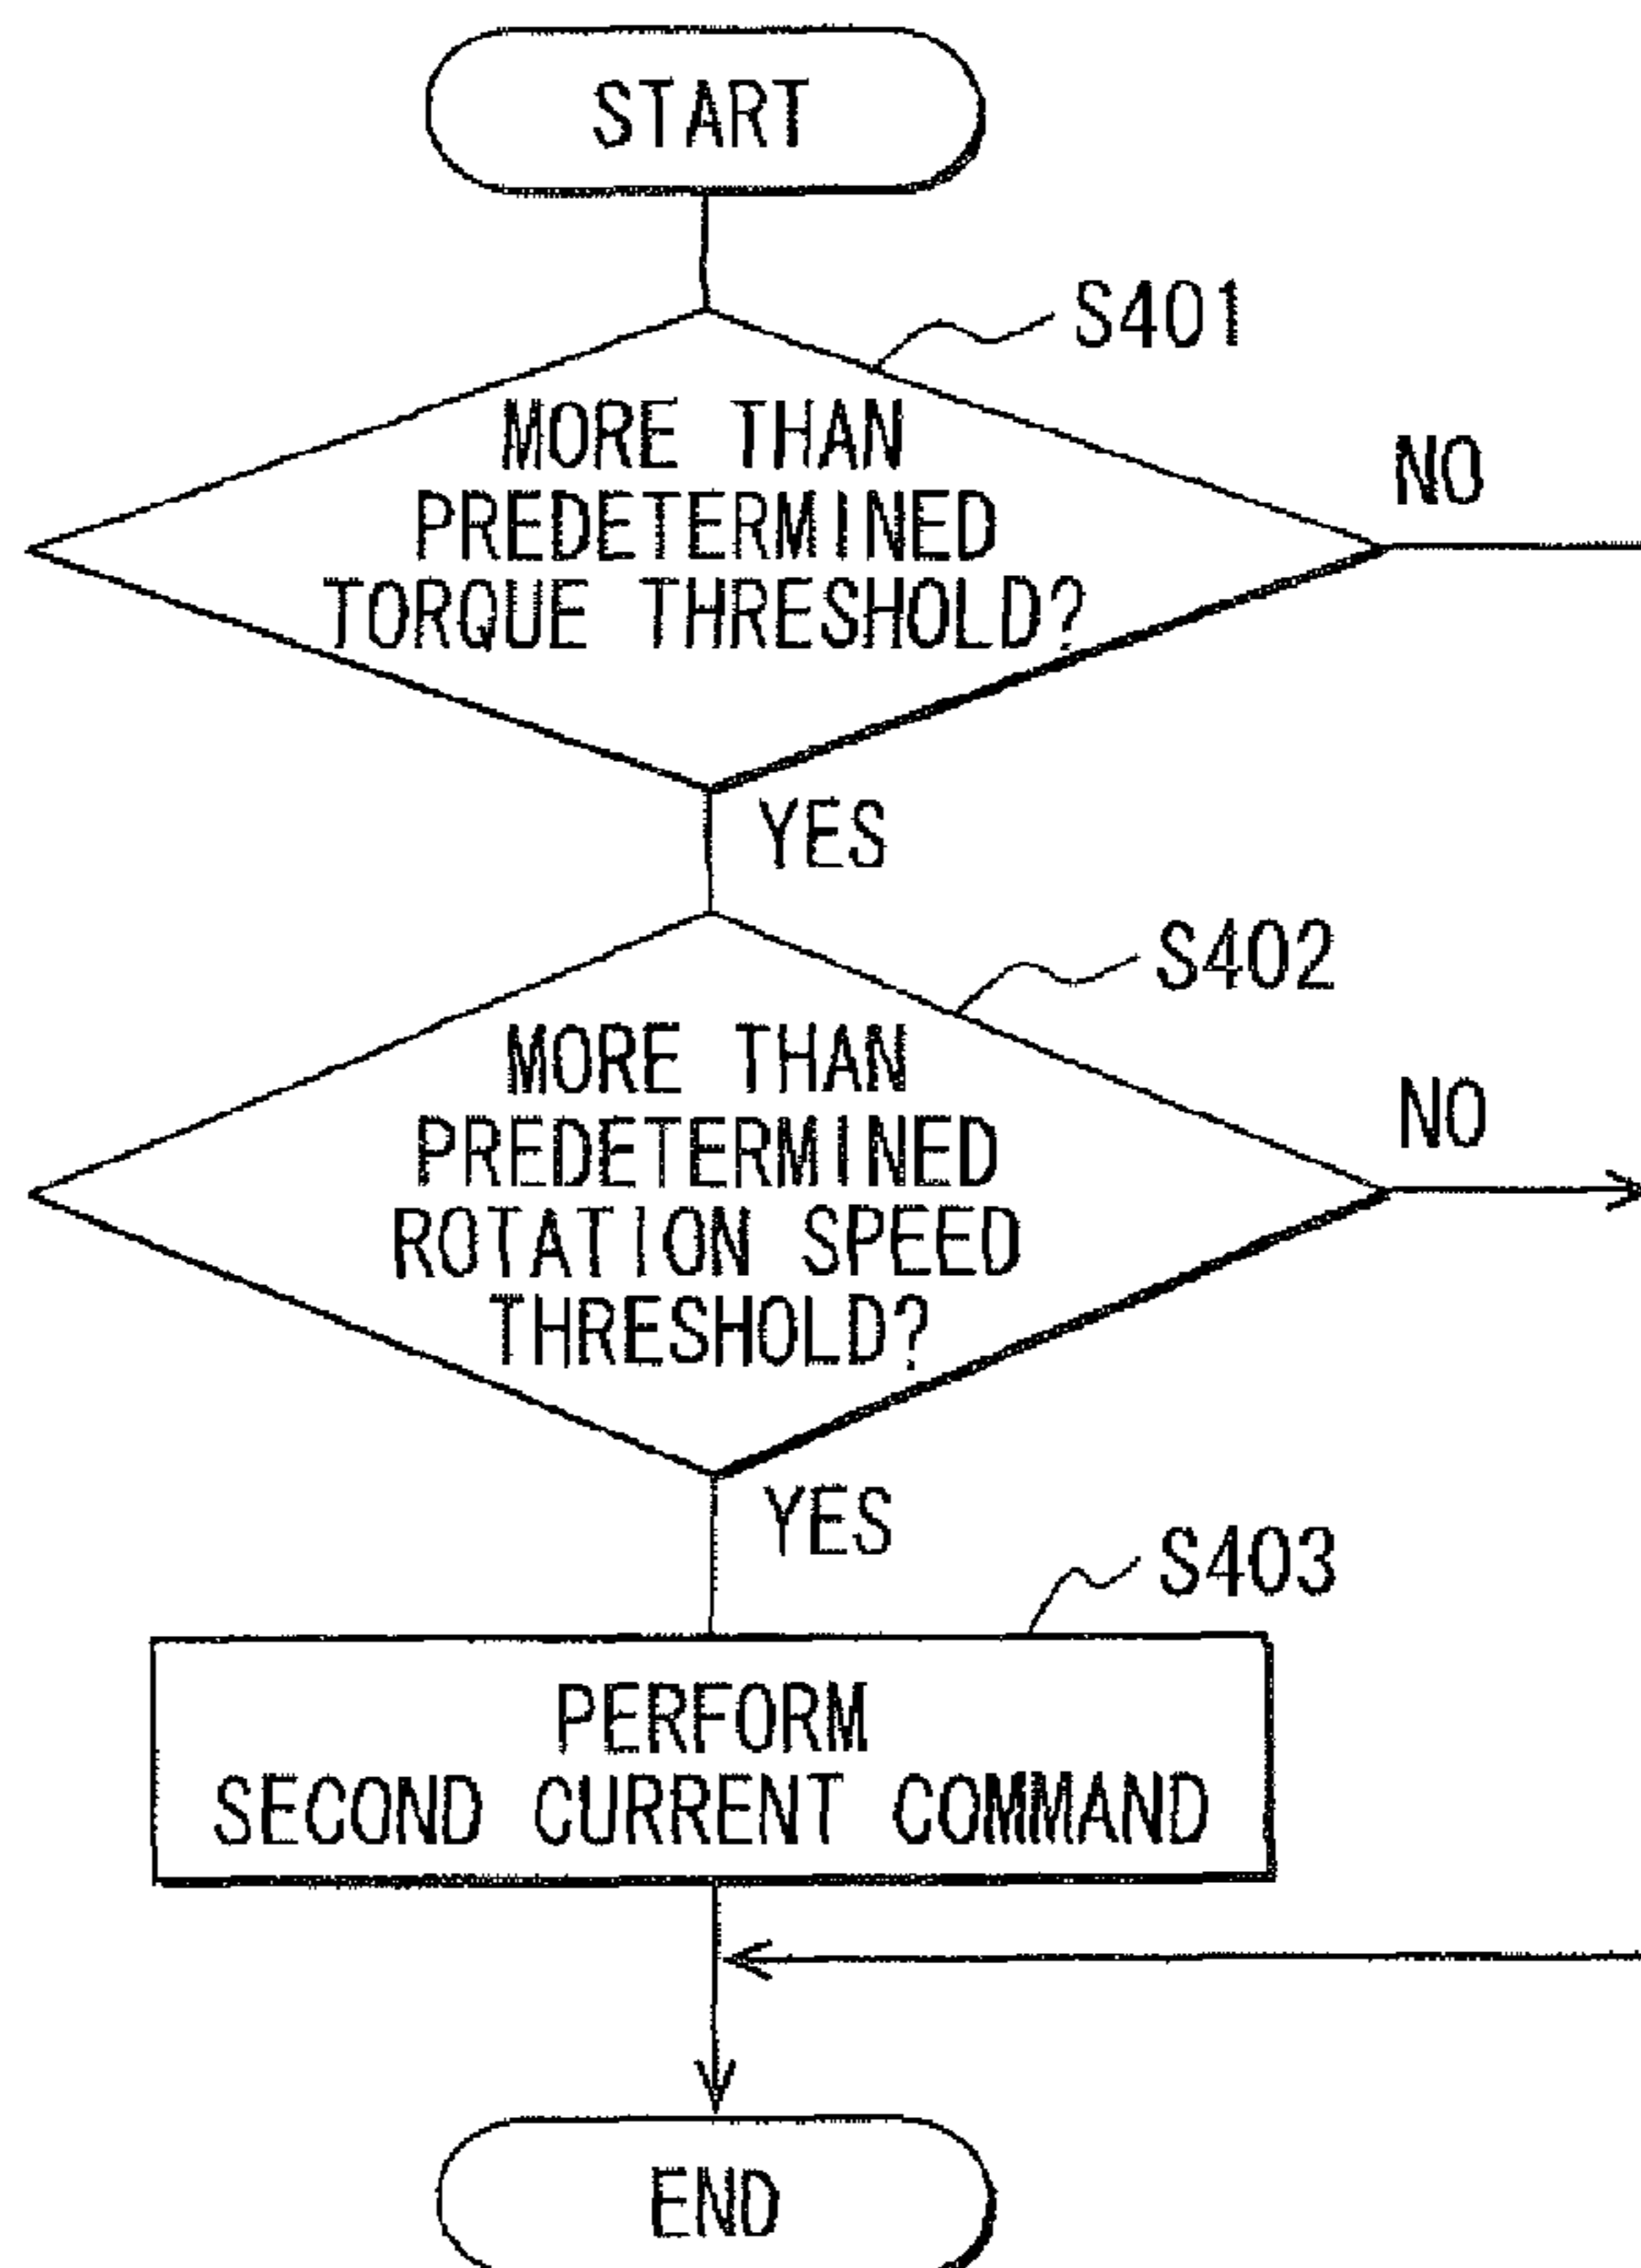 START
S401
MORE THAN
PREDETERMINED
TORQUE THRESHOLD?
NO
YES
S402
MORE THAN
PREDETERMINED
ROTATION SPEED
THRESHOLD?
NO
YES
S403
PERFORM
SECOND CURRENT COMMAND
END